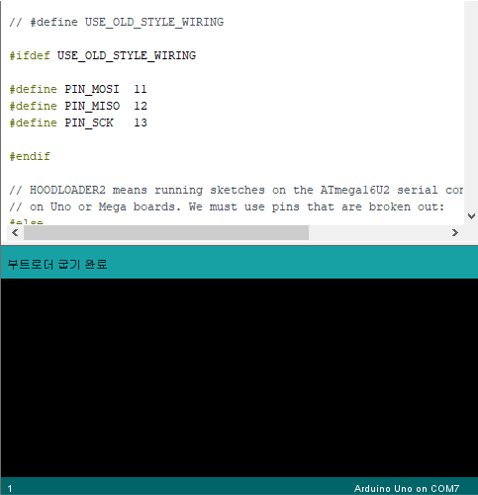 // #define USE_OLD_STYLE_WIRING
#ifdef USE_OLD_STYLE_WIRING
#define PIN_MOSI  11
#define PIN_MISO  12
#define PIN_SCK   13
#endif
// HOODLOADER2 means running sketches on the ATmega16U2 serial con
// on Uno or Mega boards. We must use pins that are broken out:
#else
부트로더 굽기 완료
1
Arduino Uno on COM7